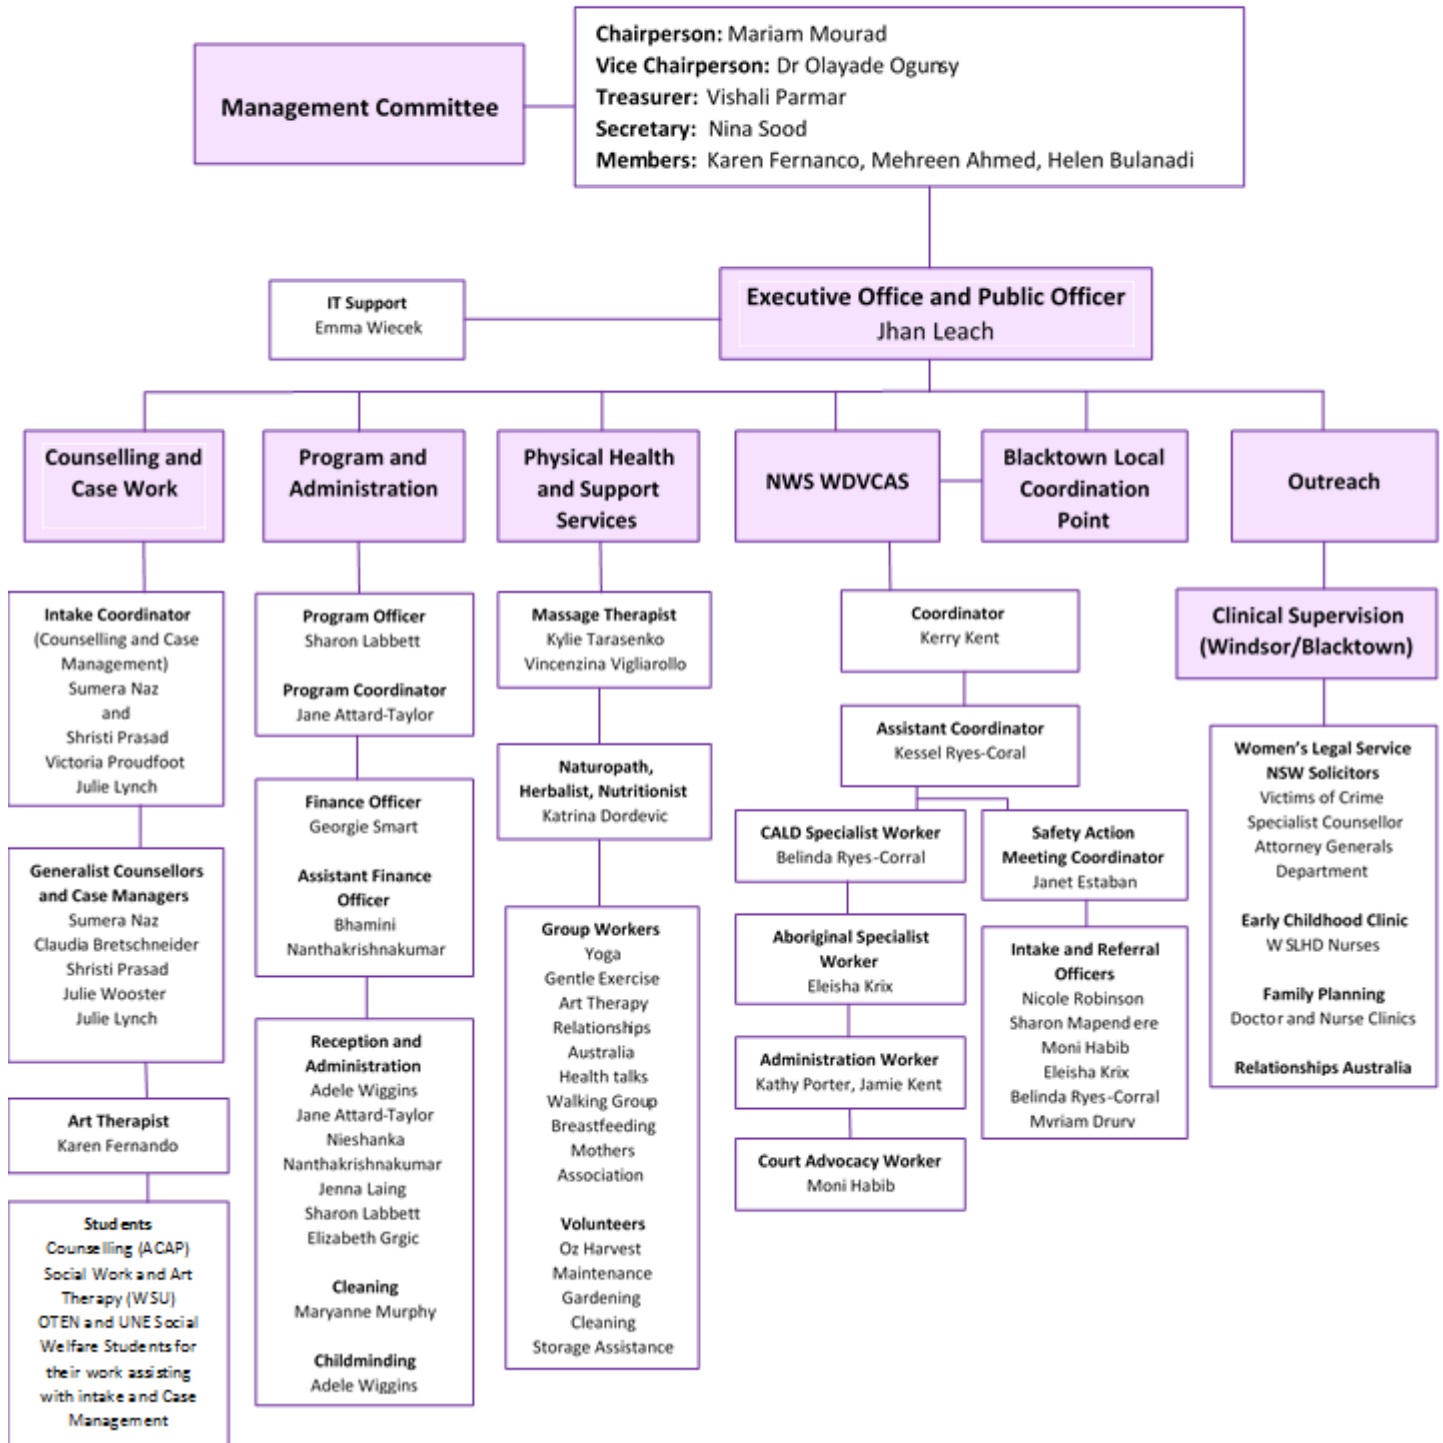 Management Committee
Chairperson: Mariam Mourad
Vice Chairperson: Dr Olayade Ogunsy
Treasurer: Vishali Parmar
Secretary: Nina Sood
Members: Karen Fernanco, Mehreen Ahmed, Helen Bulanadi
IT Support
Emma Wiecek
Executive Office and Public Officer
Jhan Leach
Counselling and
Case Work
Intake Coordinator
(Counselling and Case
Management)
Sumera Naz
and
Shristi Prasad
Victoria Proudfoot
Julie Lynch
Generalist Counsellors
and Case Managers
Sumera Naz
Claudia Bretschneider
Shristi Prasad
Julie Wooster
Julie Lynch
Art Therapist
Karen Fernando
Students
Counselling (ACAP)
Social Work and Art
Therapy (WSU)
OTEN and UNE Social
Welfare Students for
their work assisting
with intake and Case
Management
Program and
Administration
Program Officer
Sharon Labbett
Program Coordinator
Jane Attard-Taylor
Finance Officer
Georgie Smart
Assistant Finance
Officer
Bhamini
Nanthakrishnakumar
Reception and
Administration
Adele Wiggins
Jane Attard-Taylor
Nieshanka
Nanthakrishnakumar
Jenna Laing
Sharon Labbett
Elizabeth Grgic
Cleaning
Maryanne Murphy
Childminding
Adele Wiggins
Physical Health
and Support
Services
Massage Therapist
Kylie Tarasenko
Vincenzina Vigliarollo
Naturopath,
Herbalist, Nutritionist
Katrina Dordevic
Group Workers
Yoga
Gentle Exercise
Art Therapy
Relationships
Australia
Health talks
Walking Group
Breastfeeding
Mothers
Association
Volunteers
Oz Harvest
Maintenance
Gardening
Cleaning
Storage Assistance
NWS WDVCAS
Blacktown Local
Coordination
Point
Coordinator
Kerry Kent
Assistant Coordinator
Kessel Ryes-Coral
CALD Specialist Worker
Belinda Ryes-Corral
Aboriginal Specialist
Worker
Eleisha Krix
Administration Worker
Kathy Porter, Jamie Kent
Court Advocacy Worker
Moni Habib
Safety Action
Meeting Coordinator
Janet Estaban
Intake and Referral
Officers
Nicole Robinson
Sharon Mapendere
Moni Habib
Eleisha Krix
Belinda Ryes-Corral
Myriam Drury
Outreach
Clinical Supervision
(Windsor/Blacktown)
Women's Legal Service
NSW Solicitors
Victims of Crime
Specialist Counsellor
Attorney Generals
Department
Early Childhood Clinic
WSLHD Nurses
Family Planning
Doctor and Nurse Clinics
Relationships Australia